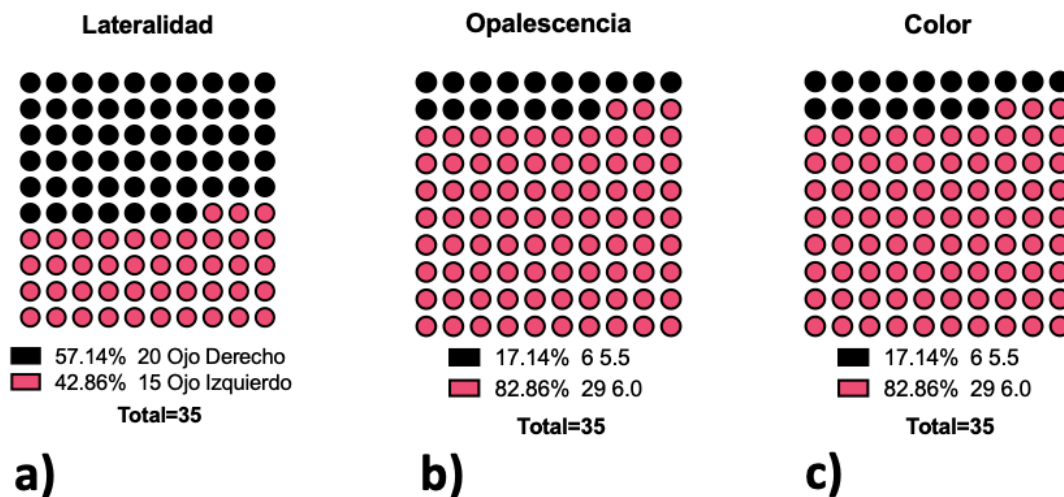 Lateralidad
57.14% 20 Ojo Derecho
42.86% 15 Ojo Izquierdo
Total=35
a)
Opalescencia
17.14% 6 5.5
82.86% 29 6.0
Total=35
b)
Color
17.14% 6 5.5
82.86% 29 6.0
Total=35
c)